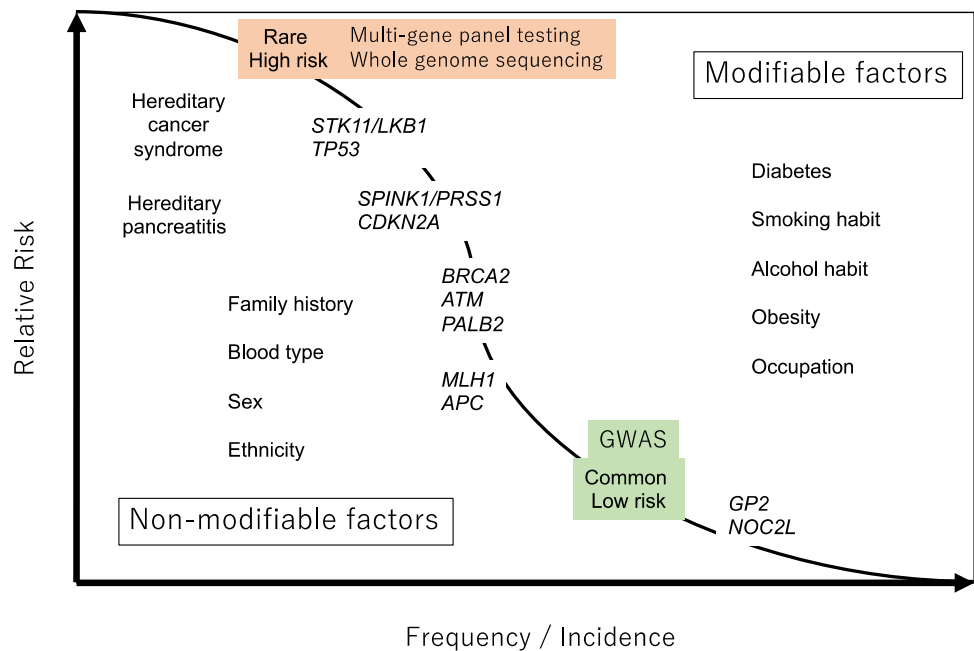 Rare Multi-gene panel testing
High risk Whole genome sequencing
Modifiable factors
Hereditary
cancer
syndrome
STK11/LKB1
TP53
Hereditary
pancreatitis
SPINK1/PRSS1
CDKN2A
Diabetes
Smoking habit
Alcohol habit
Obesity
Occupation
BRCA2
ATM
PALB2
Family history
Blood type
Sex
Ethnicity
MLH1
APC
GWAS
Common
Low risk
GP2
NOC2L
Non-modifiable factors
Relative Risk
Frequency / Incidence